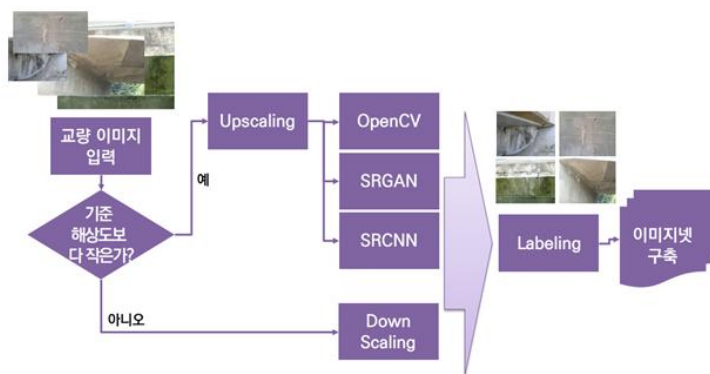 교량 이미지
입력
기준
해상도보
다 작은가?
예
아니오
Upscaling
OpenCV
SRGAN
SRCNN
Down
Scaling
Labeling
이미지넷
구축